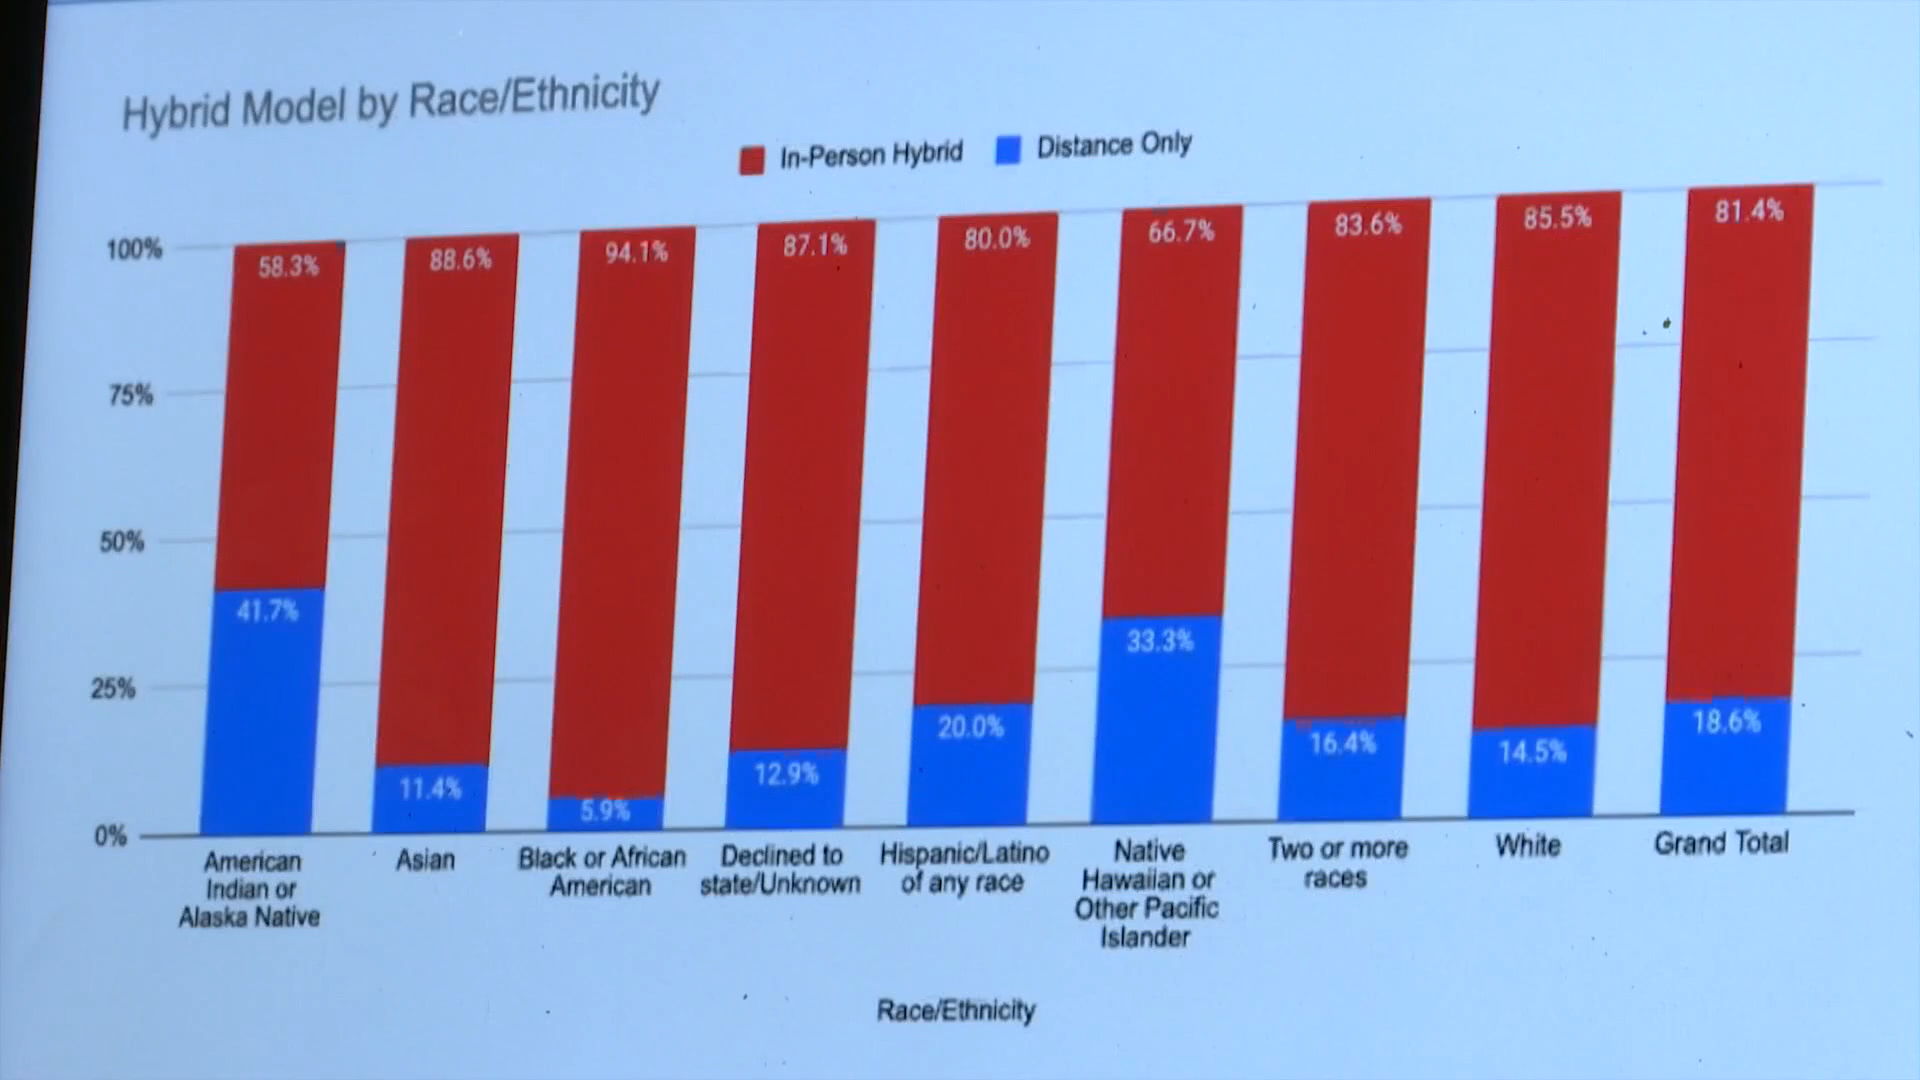 Hybrid Model by Race/Ethnicity
In-Person Hybrid
Distance Only
100%
75%
50%
25%
0%
58.3%
88.6%
94.1%
87.1%
80.0%
66.7%
83.6%
85.5%
81.4%
41.7%
11.4%
5.9%
12.9%
20.0%
33.3%
16.4%
14.5%
18.6%
American
Indian or
Alaska Native
Asian
Black or African
American
Declined to
state/Unknown
Hispanic/Latino
of any race
Native
Hawaiian or
Other Pacific
Islander
Two or more
races
White
Grand Total
Race/Ethnicity